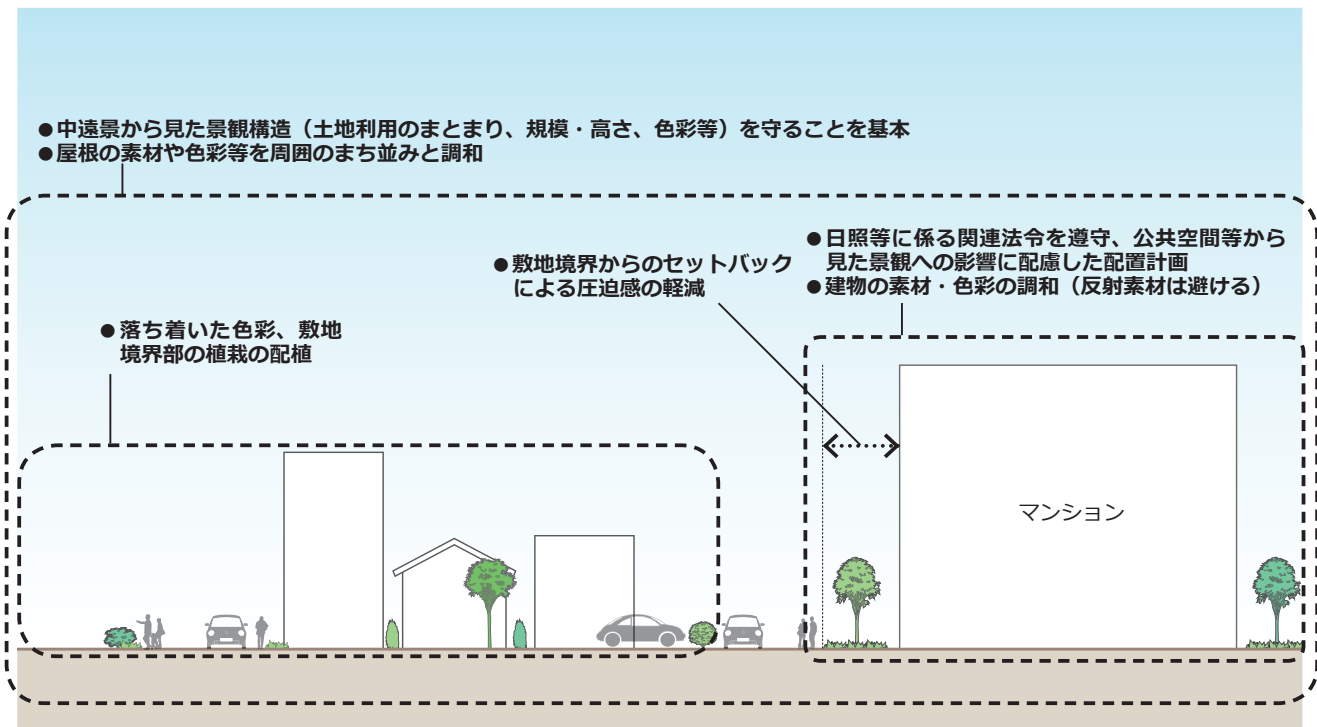 ●中遠景から見た景観構造（土地利用のまとまり、規模・高さ、色彩等）を守ることを基本
●屋根の素材や色彩等を周囲のまち並みと調和
●日照等に係る関連法令を遵守、公共空間等から
見た景観への影響に配慮した配置計画
●建物の素材・色彩の調和（反射素材は避ける）
●敷地境界からのセットバック
による圧迫感の軽減
●落ち着いた色彩、敷地
境界部の植栽の配植
マンション